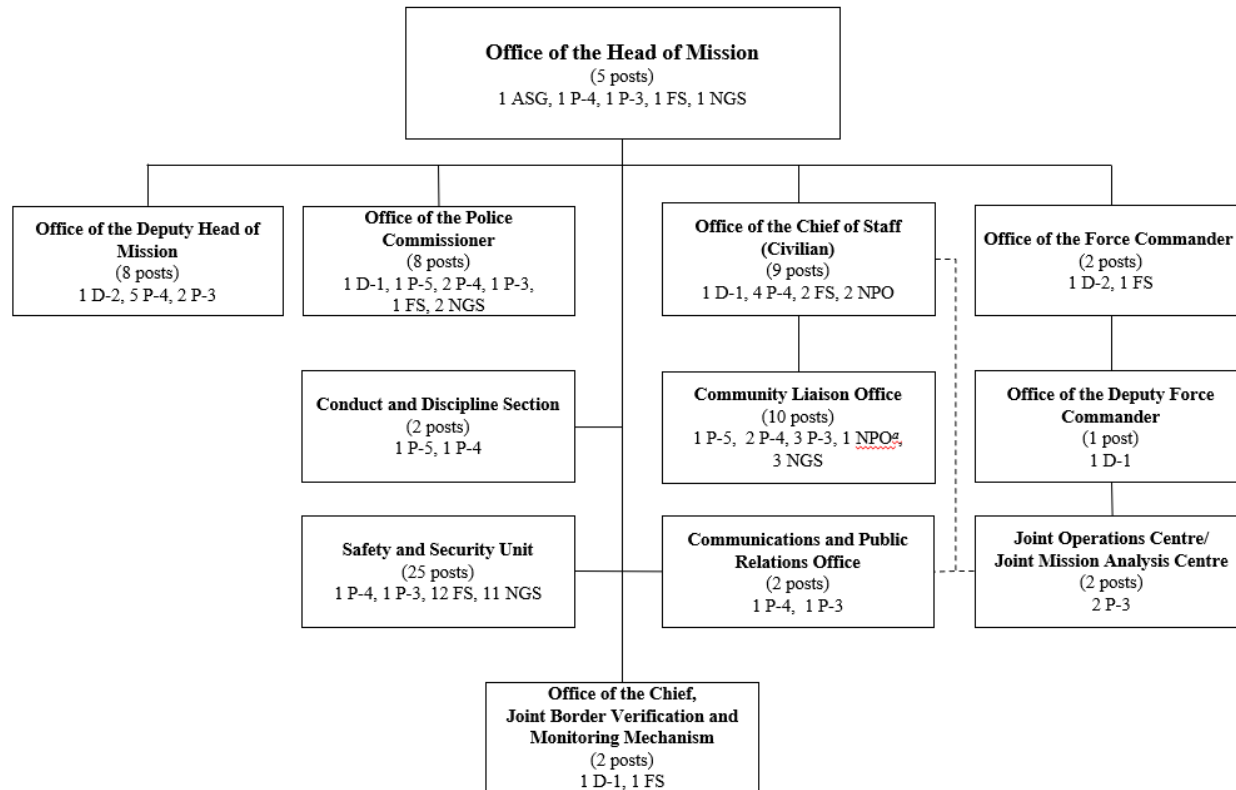 Office of the Head of Mission
(5 posts)
1 ASG, 1 P-4, 1 P-3, 1 FS, 1 NGS
Office of the Deputy Head of
Mission
(8 posts)
1 D-2, 5 P-4, 2 P-3
Office of the Police
Commissioner
(8 posts)
1 D-1, 1 P-5, 2 P-4, 1 P-3,
1 FS, 2 NGS
Office of the Chief of Staff
(Civilian)
(9 posts)
1 D-1, 4 P-4, 2 FS, 2 NPO
Office of the Force Commander
(2 posts)
1 D-2, 1 FS
Conduct and Discipline Section
(2 posts)
1 P-5, 1 P-4
Community Liaison Office
(10 posts)
1 P-5, 2 P-4, 3 P-3, 1 NPOᵃ,
3 NGS
Office of the Deputy Force
Commander
(1 post)
1 D-1
Safety and Security Unit
(25 posts)
1 P-4, 1 P-3, 12 FS, 11 NGS
Communications and Public
Relations Office
(2 posts)
1 P-4, 1 P-3
Joint Operations Centre/
Joint Mission Analysis Centre
(2 posts)
2 P-3
Office of the Chief,
Joint Border Verification and
Monitoring Mechanism
(2 posts)
1 D-1, 1 FS